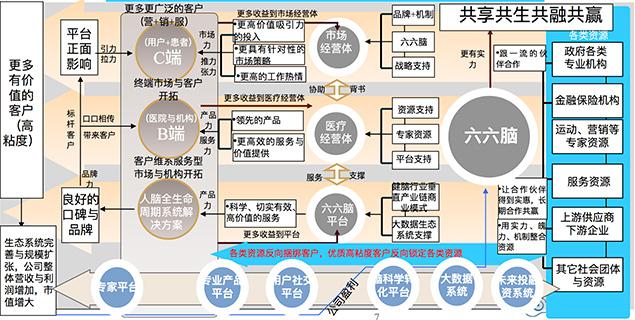 更多更广泛的客户
(营+销+服)
更多
有价
值的
客户
（高
粘度）
生态系统完
善与规模扩
张，公司整
体营收与利
润增加，市
值增大
平台
正面
影响
引力
拉力
标杆
客户
口口相传
带来客户
品牌
力
良好的
口碑与
品牌
(用户+患者)
C端
终端市场与客户
开拓
(医院与机构)
B端
客户维系服务型
市场与机构开拓
人脑全生命
周期系统解
决方案
市场
力
推力
张力
产品
力
服务
力
产品
力
更多收益到市场经营体
•更高价值吸引力
的投入
•更具有针对性的
市场策略
•更高的工作热情
更多收益到医疗经营体
•领先的产品
•更高效的服务与
价值提供
•科学、切实有效、
高价值的服务
更多收益到平台
市场
经营体
协助
背书
医疗
经营体
服务
支撑
六六脑
平台
品牌+机制
六六脑
战略支持
资源支持
专家资源
平台支持
健脑行业垂
直产业链商
业模式
大数据生态
系统支撑
共享共生共融共赢
更有
实力
•跟一流的伙
伴合作
六六脑
•让合作伙伴
得到实惠，长
期合作共赢
•用实力、魄
力、机制整合
资源
各类资源
政府各类
专业机构
金融保险机构
运动、营销等
专家资源
服务资源
上游供应商
下游企业
其它社会团体
与资源
各类资源反向捆绑客户，优质高粘度客户反向锁定各类资源
专家平台
专业产品
平台
用户社交
平台
公司盈利
脑科学转
化平台
大数据
系统
未来投融
资系统
7